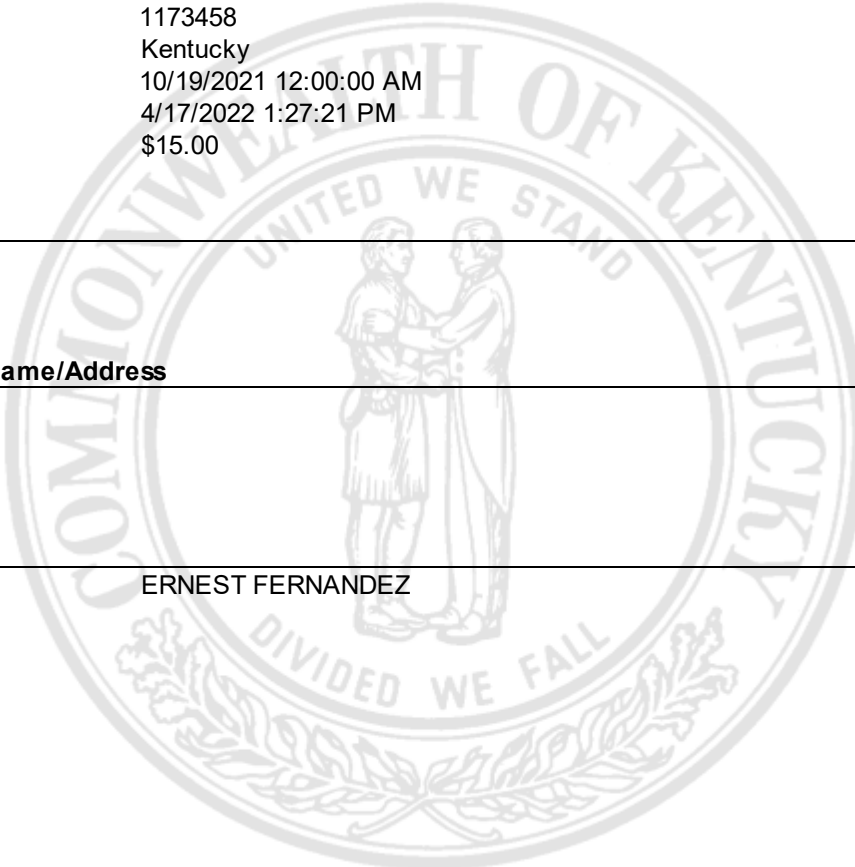 1173458
Kentucky
10/19/2021 12:00:00 AM
4/17/2022 1:27:21 PM
$15.00
COMMONWEALTH OF KENTUCKY
UNITED WE STAND
ame/Address
ERNEST FERNANDEZ
DIVIDED WE FALL